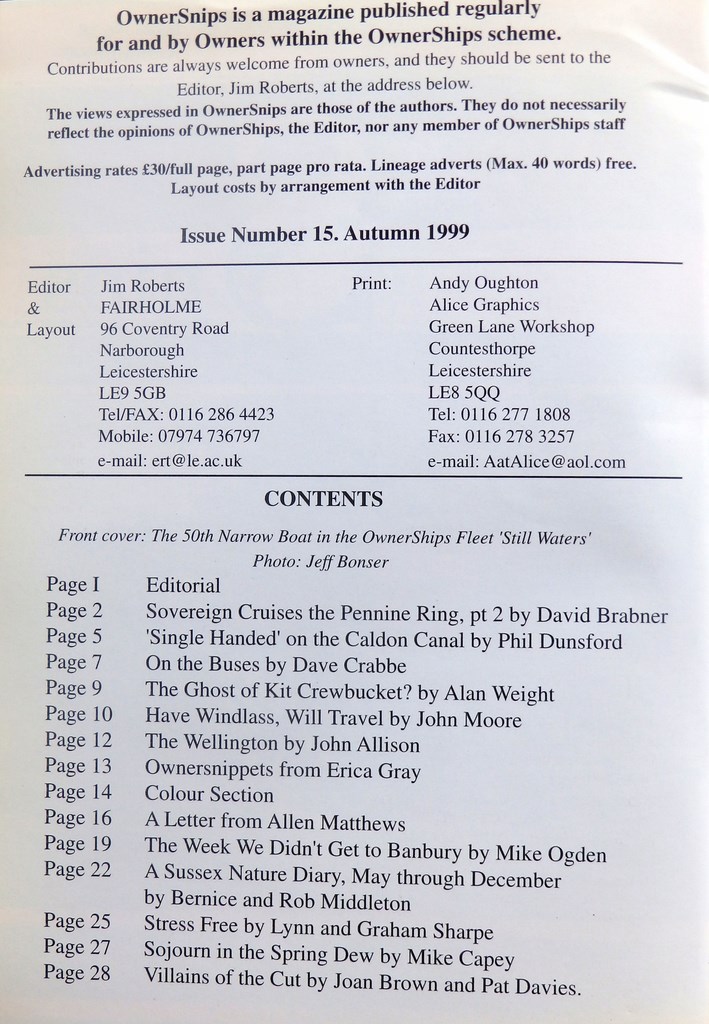 OwnerSnips is a magazine published regularly
for and by Owners within the OwnerShips scheme.
Contributions are always welcome from owners, and they should be sent to the
Editor, Jim Roberts, at the address below.
The views expressed in OwnerSnips are those of the authors. They do not necessarily
reflect the opinions of OwnerShips, the Editor, nor any member of OwnerShips staff
Advertising rates £30/full page, part page pro rata. Lineage adverts (Max. 40 words) free.
Layout costs by arrangement with the Editor
Issue Number 15. Autumn 1999
Editor
&
Layout
Jim Roberts
FAIRHOLME
96 Coventry Road
Narborough
Leicestershire
LE9 5GB
Tel/FAX: 0116 286 4423
Mobile: 07974 736797
e-mail: ert@le.ac.uk
Print:
Andy Oughton
Alice Graphics
Green Lane Workshop
Countesthorpe
Leicestershire
LE8 5QQ
Tel: 0116 277 1808
Fax: 0116 278 3257
e-mail: AatAlice@aol.com
CONTENTS
Front cover: The 50th Narrow Boat in the OwnerShips Fleet 'Still Waters'
Photo: Jeff Bonser
Page I Editorial
Page 2 Sovereign Cruises the Pennine Ring, pt 2 by David Brabner
Page 5 'Single Handed' on the Caldon Canal by Phil Dunsford
Page 7 On the Buses by Dave Crabbe
Page 9 The Ghost of Kit Crewbucket? by Alan Weight
Page 10 Have Windlass, Will Travel by John Moore
Page 12 The Wellington by John Allison
Page 13 Ownersnippets from Erica Gray
Page 14 Colour Section
Page 16 A Letter from Allen Matthews
Page 19 The Week We Didn't Get to Banbury by Mike Ogden
Page 22 A Sussex Nature Diary, May through December
by Bernice and Rob Middleton
Page 25 Stress Free by Lynn and Graham Sharpe
Page 27 Sojourn in the Spring Dew by Mike Capey
Page 28 Villains of the Cut by Joan Brown and Pat Davies.